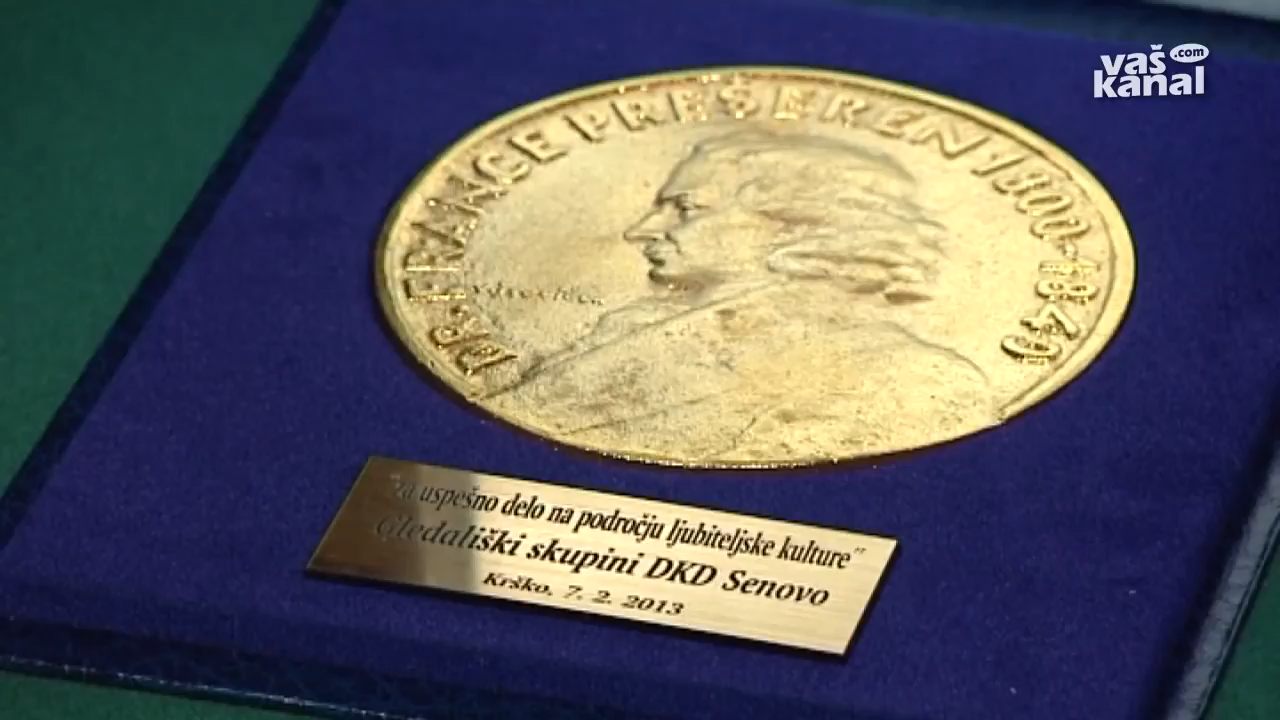 vaš
kanal
.com
DR. FRANCE PREŠEREN 1800-1849
"za uspešno delo na področju ljubiteljske kulture"
Gledališki skupini DKD Senovo
Krško, 7. 2. 2013